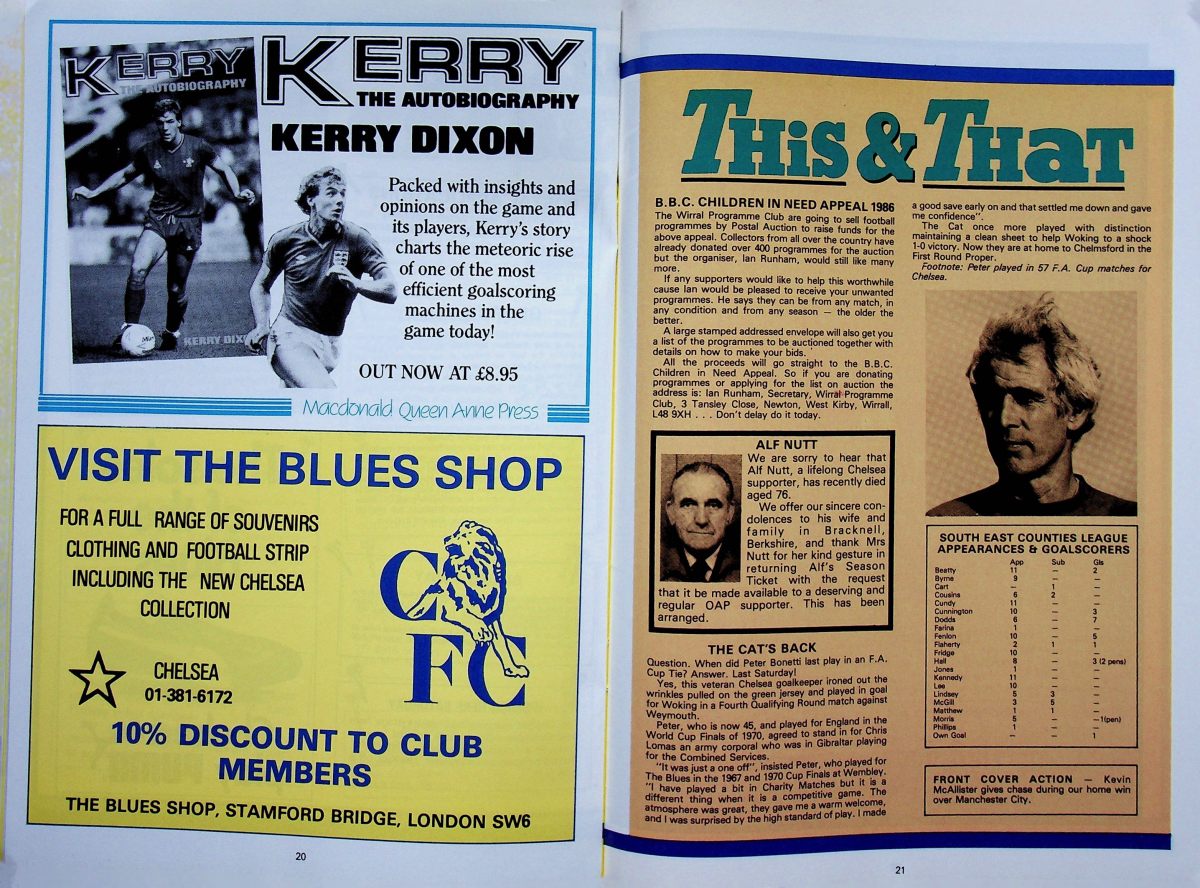 KERRY
THE AUTOBIOGRAPHY
KERRY DIXON
KERRY
THE AUTOBIOGRAPHY
KERRY DIXON
Packed with insights and
opinions on the game and
its players, Kerry's story
charts the meteoric rise
of one of the most
efficient goalscoring
machines in the
game today!
OUT NOW AT £8.95
Macdonald Queen Anne Press
VISIT THE BLUES SHOP
FOR A FULL RANGE OF SOUVENIRS
CLOTHING AND FOOTBALL STRIP
INCLUDING THE NEW CHELSEA
COLLECTION
CFC
CHELSEA
01-381-6172
10% DISCOUNT TO CLUB
MEMBERS
THE BLUES SHOP, STAMFORD BRIDGE, LONDON SW6
20
THiS & THaT
B.B.C. CHILDREN IN NEED APPEAL 1986
The Wirral Programme Club are going to sell football
programmes by Postal Auction to raise funds for the
above appeal. Collectors from all over the country have
already donated over 400 programmes for the auction
but the organiser, Ian Runham, would still like many
more.
If any supporters would like to help this worthwhile
cause Ian would be pleased to receive your unwanted
programmes. He says they can be from any match, in
any condition and from any season — the older the
better.
A large stamped addressed envelope will also get you
a list of the programmes to be auctioned together with
details on how to make your bids.
All the proceeds will go straight to the B.B.C.
Children in Need Appeal. So if you are donating
programmes or applying for the list on auction the
address is: Ian Runham, Secretary, Wirral Programme
Club, 3 Tansley Close, Newton, West Kirby, Wirrall,
L48 9XH . . . Don't delay do it today.
ALF NUTT
We are sorry to hear that
Alf Nutt, a lifelong Chelsea
supporter, has recently died
aged 76.
We offer our sincere con-
dolences to his wife and
family in Bracknell,
Berkshire, and thank Mrs
Nutt for her kind gesture in
returning Alf's Season
Ticket with the request
that it be made available to a deserving and
regular OAP supporter. This has been
arranged.
THE CAT'S BACK
Question. When did Peter Bonetti last play in an F.A.
Cup Tie? Answer. Last Saturday!
Yes, this veteran Chelsea goalkeeper ironed out the
wrinkles pulled on the green jersey and played in goal
for Woking in a Fourth Qualifying Round match against
Weymouth.
Peter, who is now 45, and played for England in the
World Cup Finals of 1970, agreed to stand in for Chris
Lomas an army corporal who was in Gibraltar playing
for the Combined Services.
"It was just a one off", insisted Peter, who played for
The Blues in the 1967 and 1970 Cup Finals at Wembley.
"I have played a bit in Charity Matches but it is a
different thing when it is a competitive game. The
atmosphere was great, they gave me a warm welcome,
and I was surprised by the high standard of play. I made
a good save early on and that settled me down and gave
me confidence".
The Cat once more played with distinction
maintaining a clean sheet to help Woking to a shock
1-0 victory. Now they are at home to Chelmsford in the
First Round Proper.
Footnote: Peter played in 57 F.A. Cup matches for
Chelsea.
SOUTH EAST COUNTIES LEAGUE
APPEARANCES & GOALSCORERS
App Sub Gls
Beatty 11 — 2
Byrne 9 — —
Cart — 1 —
Cousins 6 2 —
Cundy 11 — —
Cunnington 10 — 3
Dodds 6 — 7
Farina 1 — —
Fenlon 10 — 5
Flaherty 2 1 1
Fridge 10 — —
Hall 8 — 3 (2 pens)
Jones 1 — —
Kennedy 11 — —
Lee 10 — —
Lindsey 5 3 —
McGill 3 5 —
Matthew 1 1 —
Morris 5 — —1(pen)
Phillips 1 — —
Own Goal — — 1
FRONT COVER ACTION — Kevin
McAllister gives chase during our home win
over Manchester City.
21